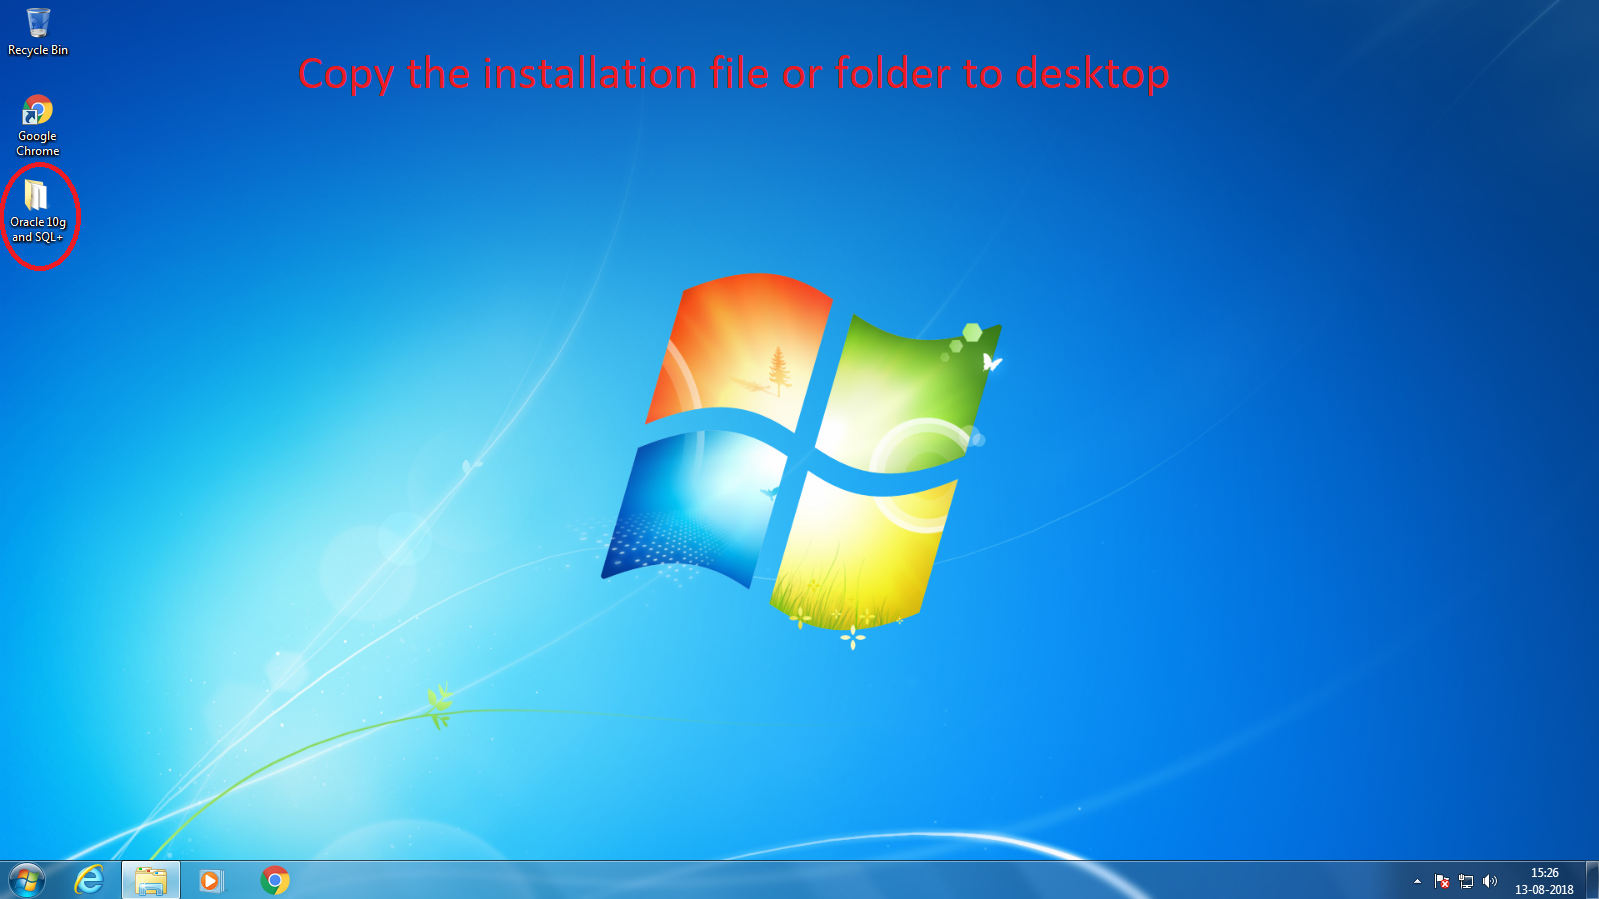 Recycle Bin
Copy the installation file or folder to desktop
Google
Chrome
Oracle 10g
and SQL+
15:26
13-08-2018